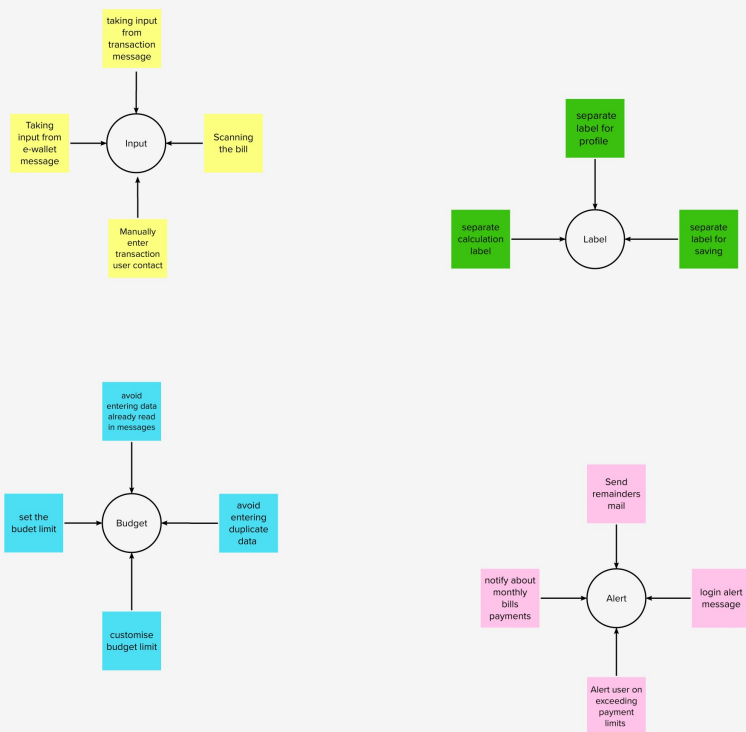 taking input
from
transaction
message
Taking
input from
e-wallet
message
Input
Scanning
the bill
Manually
enter
transaction
user contact
separate
label for
profile
separate
calculation
label
Label
separate
label for
saving
avoid
entering data
already read
in messages
set the
budet limit
Budget
avoid
entering
duplicate
data
customise
budget limit
Send
remainders
mail
notify about
monthly
bills
payments
Alert
login alert
message
Alert user on
exceeding
payment
limits